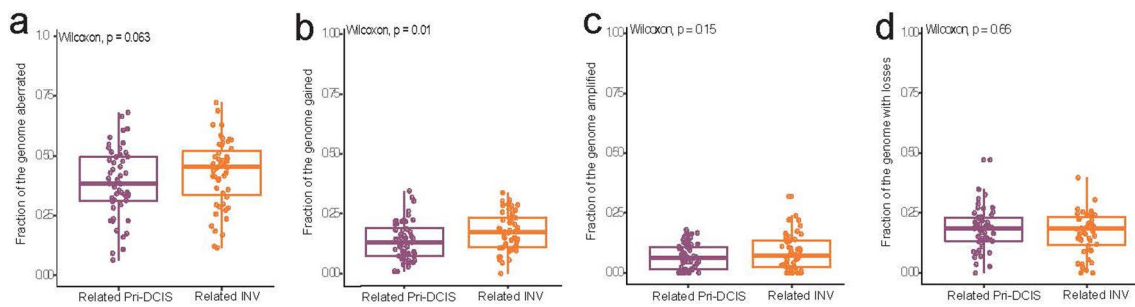 a
Wilcoxon, p = 0.063
Fraction of the genome aberrated
1.00
0.75
0.50
0.25
0.00
Related Pri-DCIS
Related INV
b
Wilcoxon, p = 0.01
Fraction of the genome gained
1.00
0.75
0.50
0.25
0.00
Related Pri-DCIS
Related INV
c
Wilcoxon, p = 0.15
Fraction of the genome amplified
1.00
0.75
0.50
0.25
0.00
Related Pri-DCIS
Related INV
d
Wilcoxon, p = 0.66
Fraction of the genome with losses
1.00
0.75
0.50
0.25
0.00
Related Pri-DCIS
Related INV